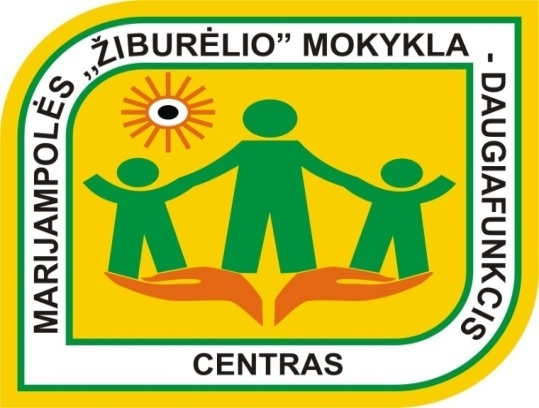 MARIJAMPOLĖS „ŽIBURĖLIO” MOKYKLA - DAUGIAFUNKCIS
CENTRAS